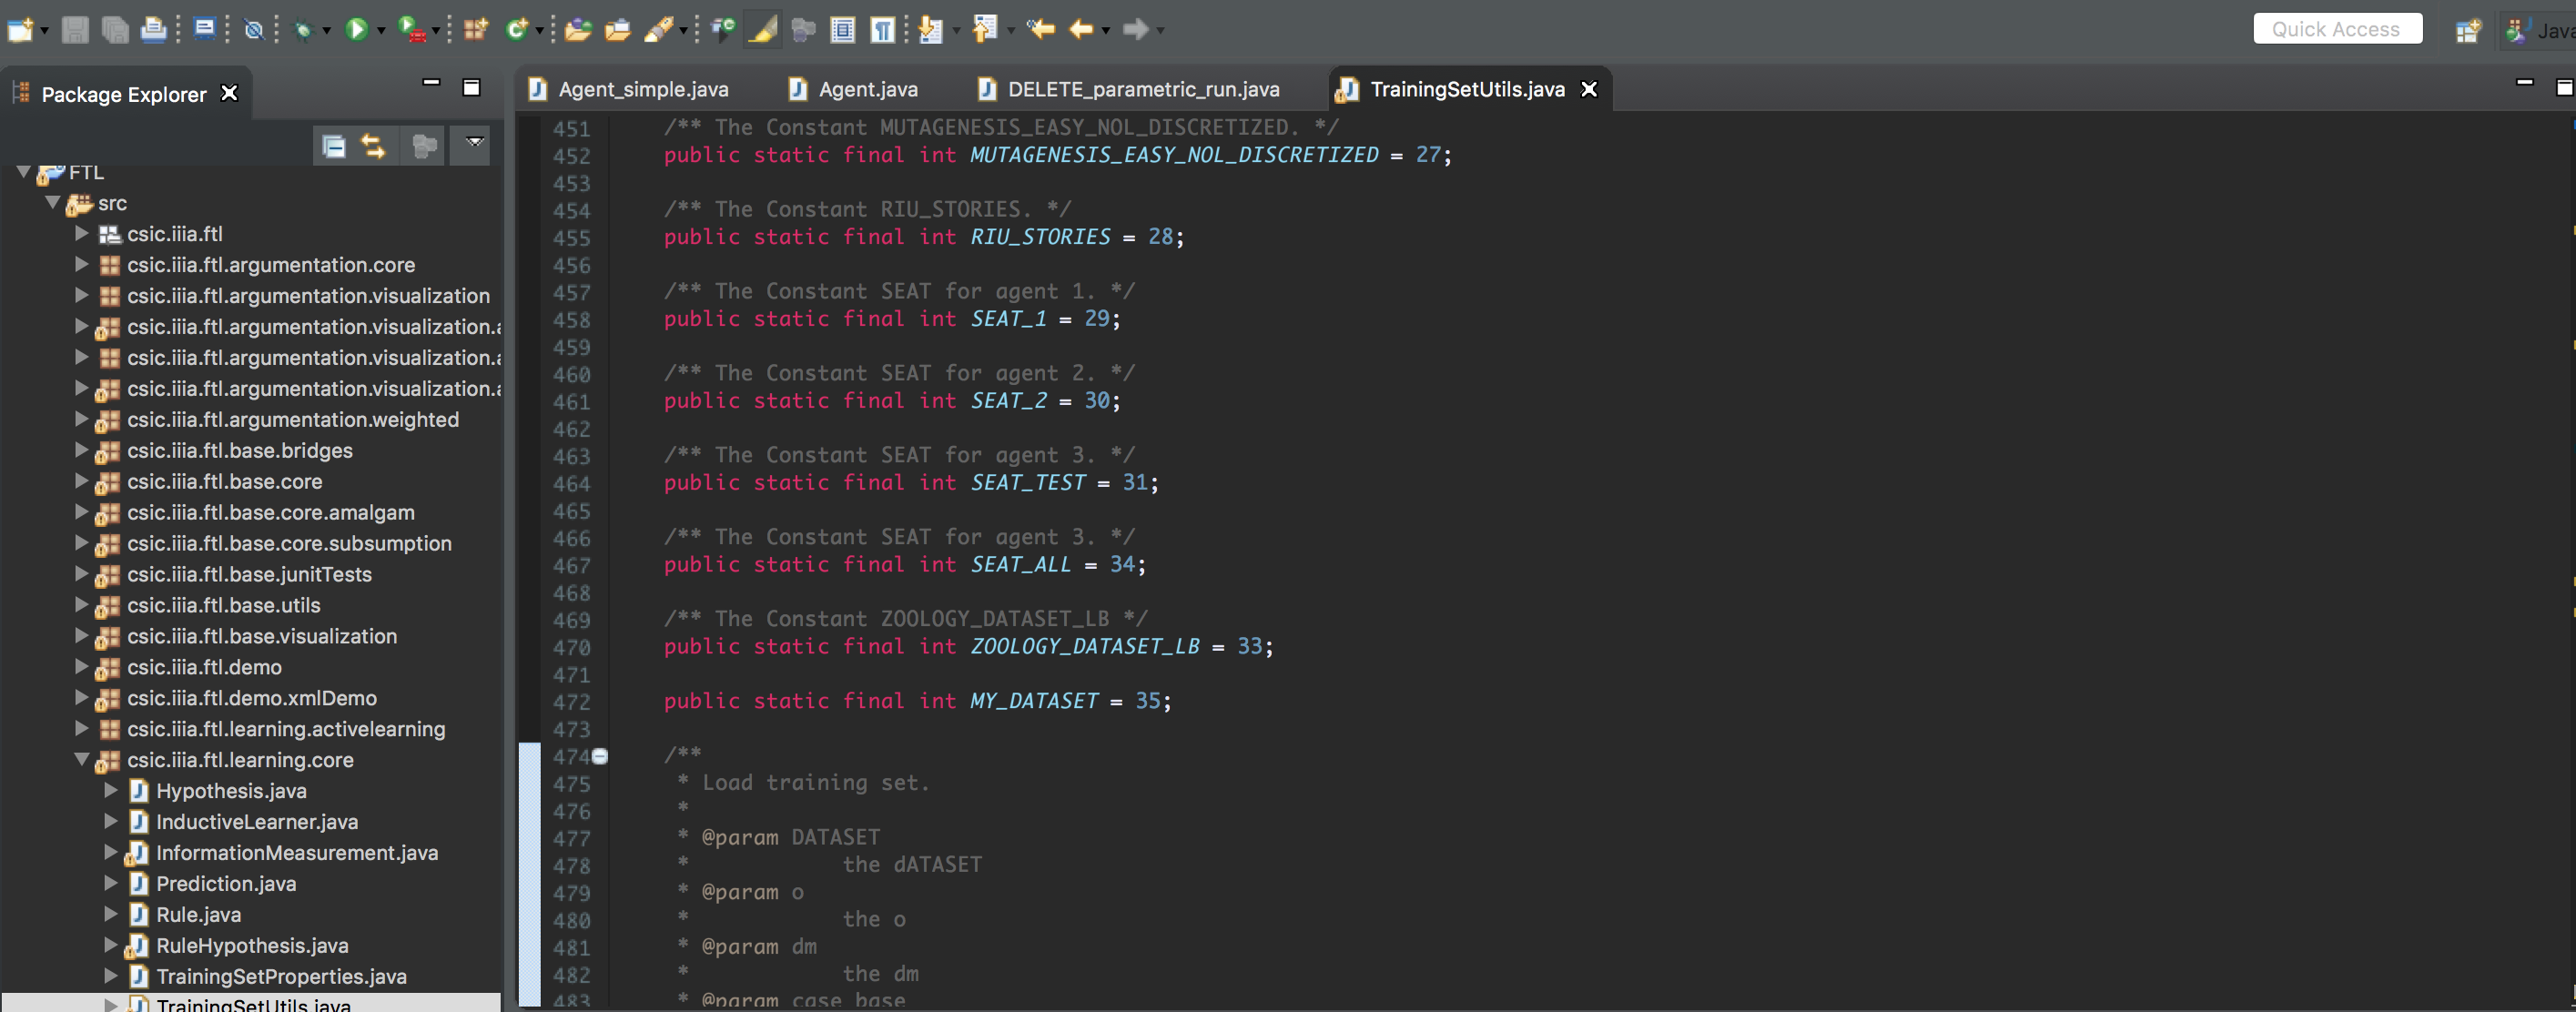 Quick Access
Java
Package Explorer
Agent_simple.java
Agent.java
DELETE_parametric_run.java
TrainingSetUtils.java
FTL
src
csic.iiia.ftl
csic.iiia.ftl.argumentation.core
csic.iiia.ftl.argumentation.visualization
csic.iiia.ftl.argumentation.visualization.a
csic.iiia.ftl.argumentation.visualization.a
csic.iiia.ftl.argumentation.visualization.a
csic.iiia.ftl.argumentation.weighted
csic.iiia.ftl.base.bridges
csic.iiia.ftl.base.core
csic.iiia.ftl.base.core.amalgam
csic.iiia.ftl.base.core.subsumption
csic.iiia.ftl.base.junitTests
csic.iiia.ftl.base.utils
csic.iiia.ftl.base.visualization
csic.iiia.ftl.demo
csic.iiia.ftl.demo.xmlDemo
csic.iiia.ftl.learning.activelearning
csic.iiia.ftl.learning.core
Hypothesis.java
InductiveLearner.java
InformationMeasurement.java
Prediction.java
Rule.java
RuleHypothesis.java
TrainingSetProperties.java
TrainingSetUtils.java
451 /** The Constant MUTAGENESIS_EASY_NOL_DISCRETIZED. */
452 public static final int MUTAGENESIS_EASY_NOL_DISCRETIZED = 27;
453
454 /** The Constant RIU_STORIES. */
455 public static final int RIU_STORIES = 28;
456
457 /** The Constant SEAT for agent 1. */
458 public static final int SEAT_1 = 29;
459
460 /** The Constant SEAT for agent 2. */
461 public static final int SEAT_2 = 30;
462
463 /** The Constant SEAT for agent 3. */
464 public static final int SEAT_TEST = 31;
465
466 /** The Constant SEAT for agent 3. */
467 public static final int SEAT_ALL = 34;
468
469 /** The Constant ZOOLOGY_DATASET_LB */
470 public static final int ZOOLOGY_DATASET_LB = 33;
471
472 public static final int MY_DATASET = 35;
473
474 /**
475 * Load training set.
476 *
477 * @param DATASET
478 * the dATASET
479 * @param o
480 * the o
481 * @param dm
482 * the dm
483 * @param case_base